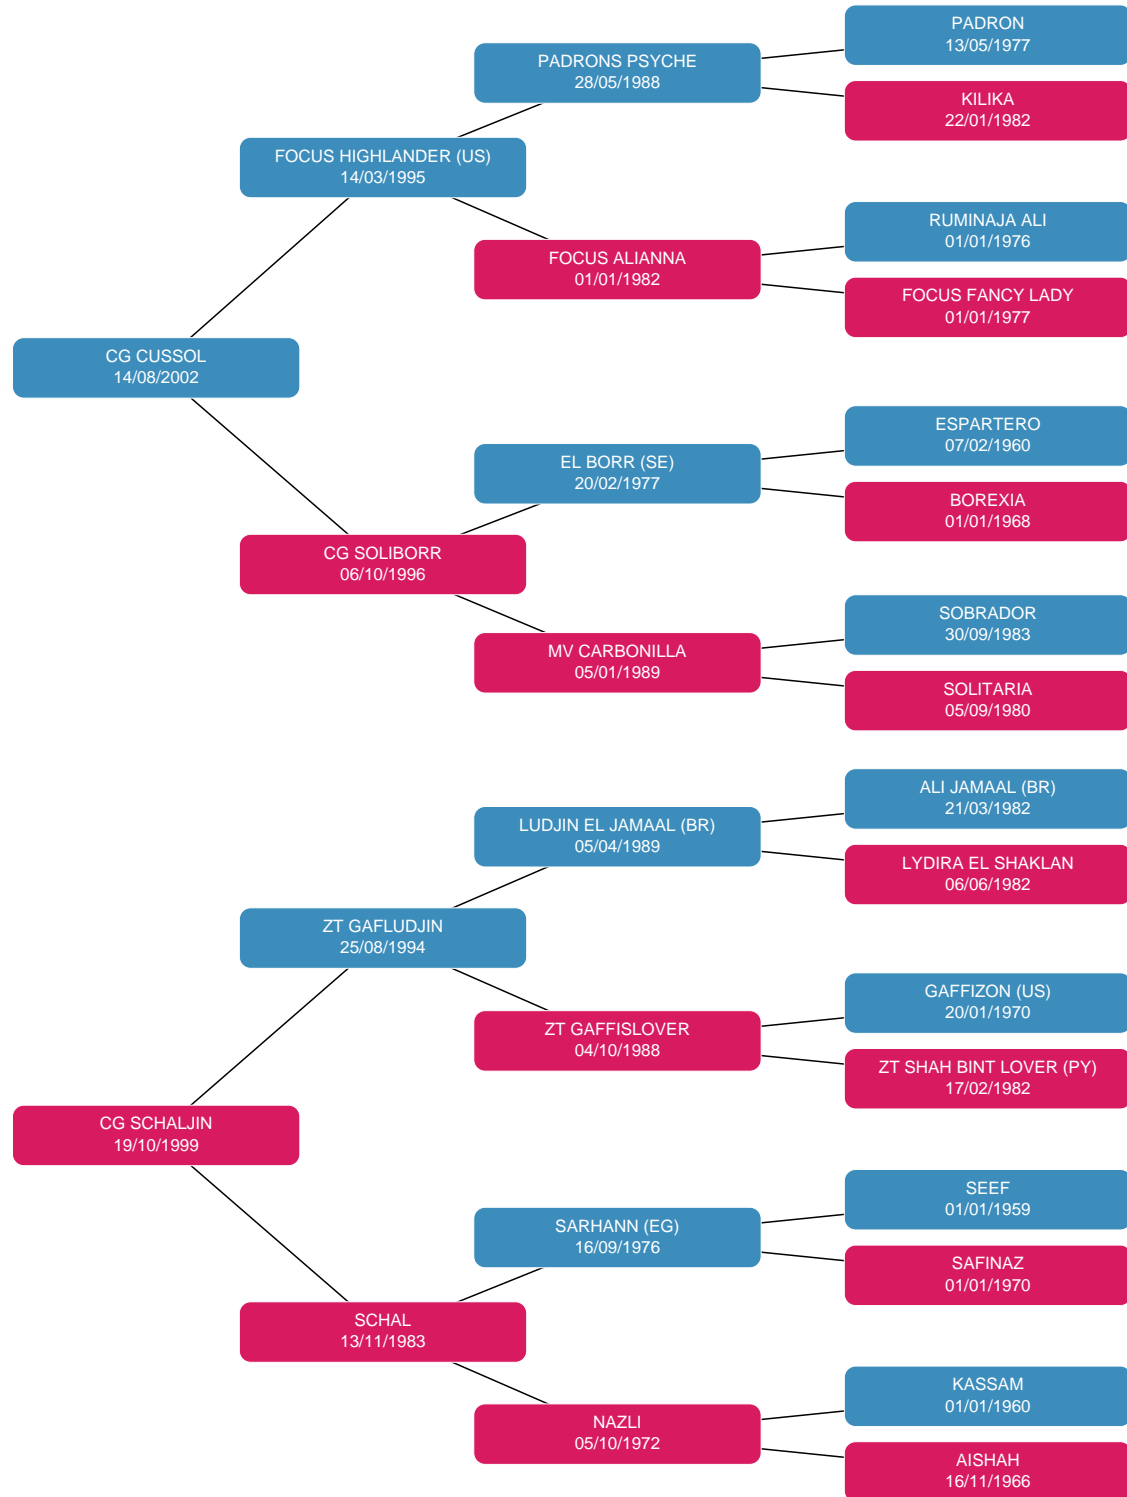 PADRON
13/05/1977
PADRONS PSYCHE
28/05/1988
KILIKA
22/01/1982
FOCUS HIGHLANDER (US)
14/03/1995
RUMINAJA ALI
01/01/1976
FOCUS ALIANNA
01/01/1982
FOCUS FANCY LADY
01/01/1977
CG CUSSOL
14/08/2002
ESPARTERO
07/02/1960
EL BORR (SE)
20/02/1977
BOREXIA
01/01/1968
CG SOLIBORR
06/10/1996
SOBRADOR
30/09/1983
MV CARBONILLA
05/01/1989
SOLITARIA
05/09/1980
ALI JAMAAL (BR)
21/03/1982
LUDJIN EL JAMAAL (BR)
05/04/1989
LYDIRA EL SHAKLAN
06/06/1982
ZT GAFLUDJIN
25/08/1994
GAFFIZON (US)
20/01/1970
ZT GAFFISLOVER
04/10/1988
ZT SHAH BINT LOVER (PY)
17/02/1982
CG SCHALJIN
19/10/1999
SEEF
01/01/1959
SARHANN (EG)
16/09/1976
SAFINAZ
01/01/1970
SCHAL
13/11/1983
KASSAM
01/01/1960
NAZLI
05/10/1972
AISHAH
16/11/1966